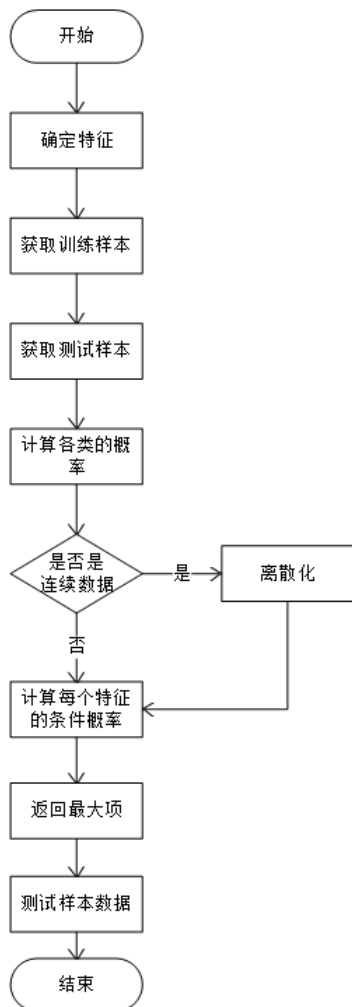 开始
确定特征
获取训练样本
获取测试样本
计算各类的概
率
是否是
连续数据
是
离散化
否
计算每个特征
的条件概率
返回最大项
测试样本数据
结束